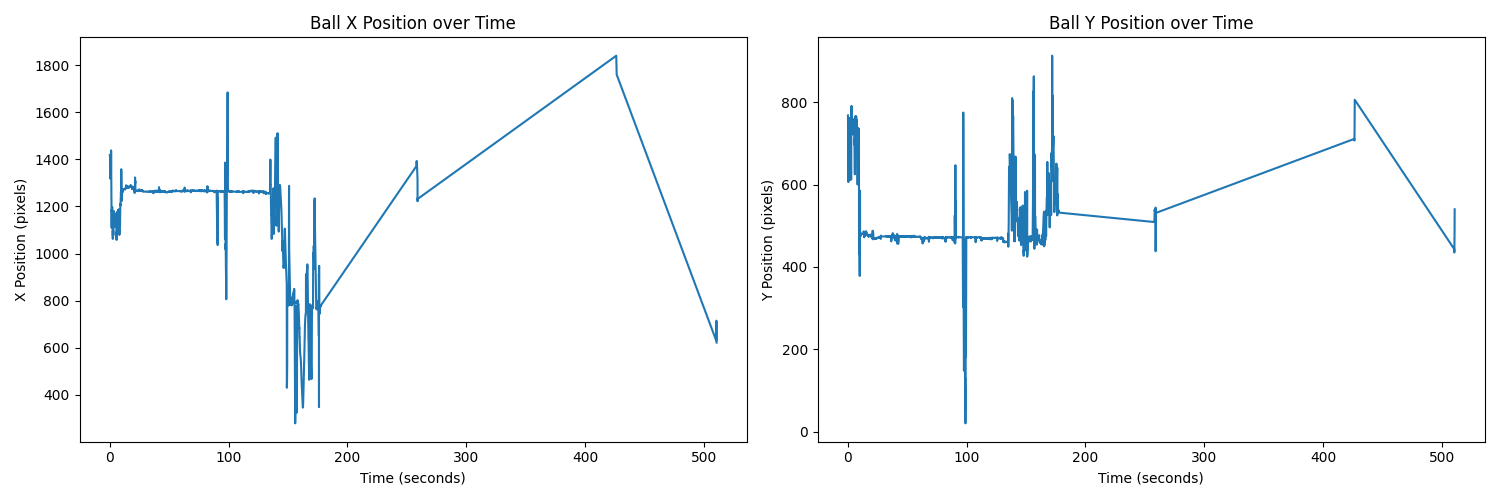 Ball X Position over Time
X Position (pixels)
1800
1600
1400
1200
1000
800
600
400
0 100 200 300 400 500
Time (seconds)
Ball Y Position over Time
Y Position (pixels)
800
600
400
200
0
0 100 200 300 400 500
Time (seconds)